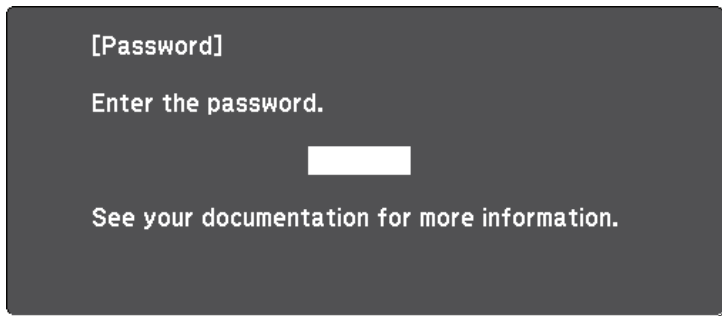 [Password]
Enter the password.
See your documentation for more information.